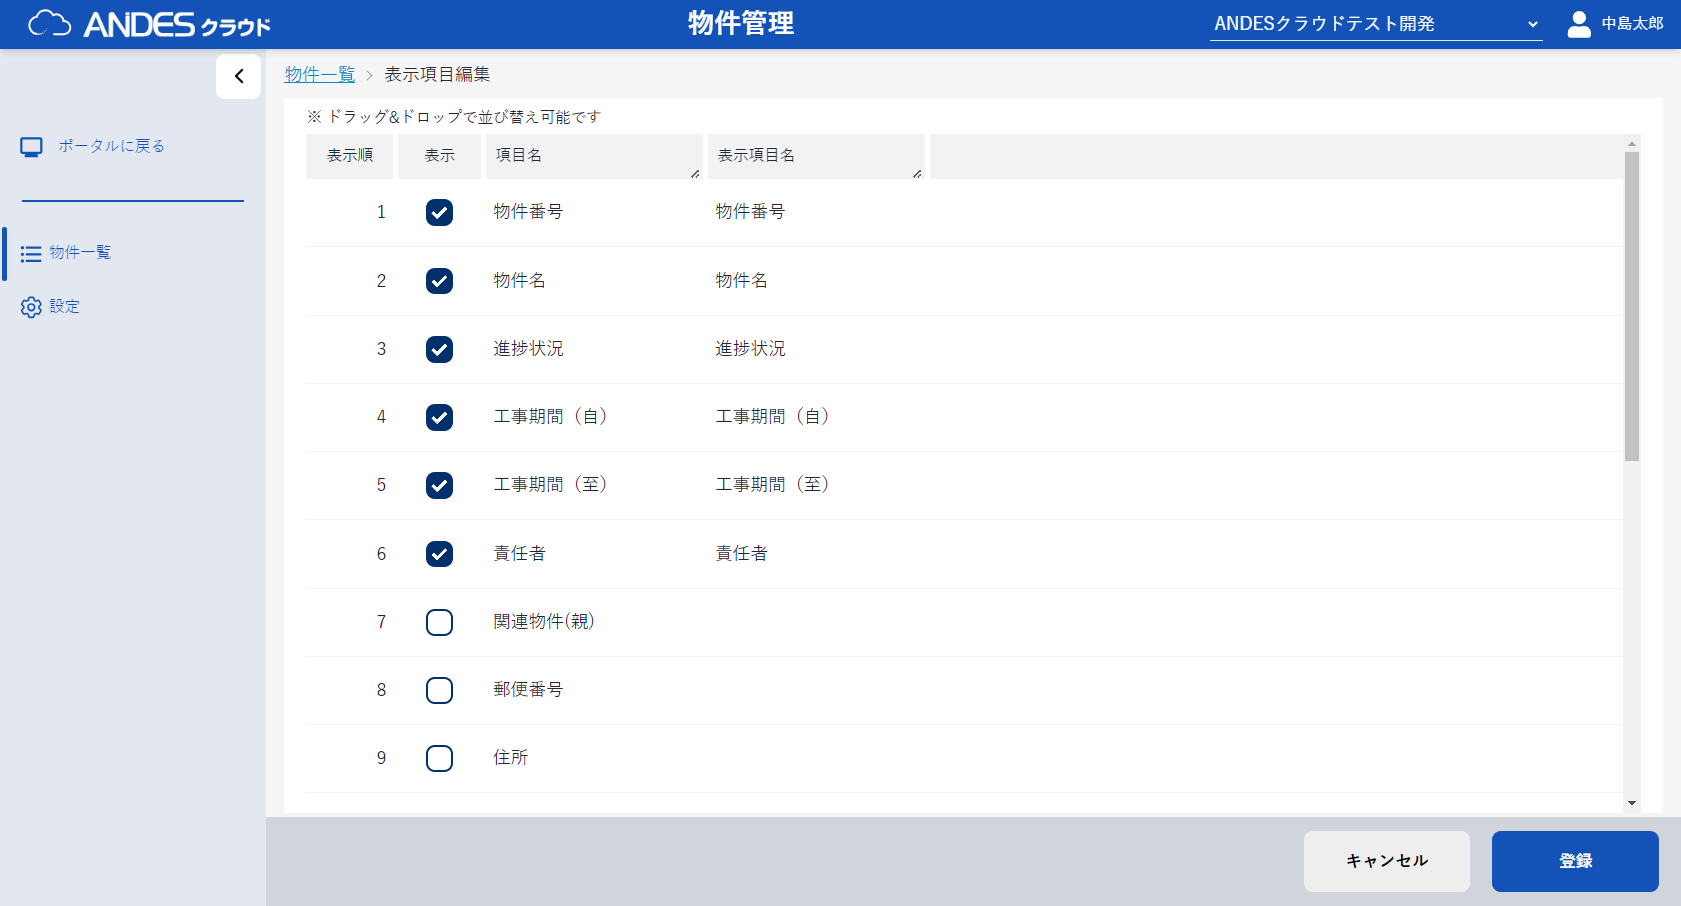 ANDES クラウド
物件管理
ANDESクラウドテスト開発
中島太郎
ポータルに戻る
物件一覧
設定
物件一覧 > 表示項目編集
※ ドラッグ&ドロップで並び替え可能です
表示順 表示 項目名 表示項目名
1 物件番号 物件番号
2 物件名 物件名
3 進捗状況 進捗状況
4 工事期間（自） 工事期間（自）
5 工事期間（至） 工事期間（至）
6 責任者 責任者
7 関連物件(親)
8 郵便番号
9 住所
キャンセル
登録